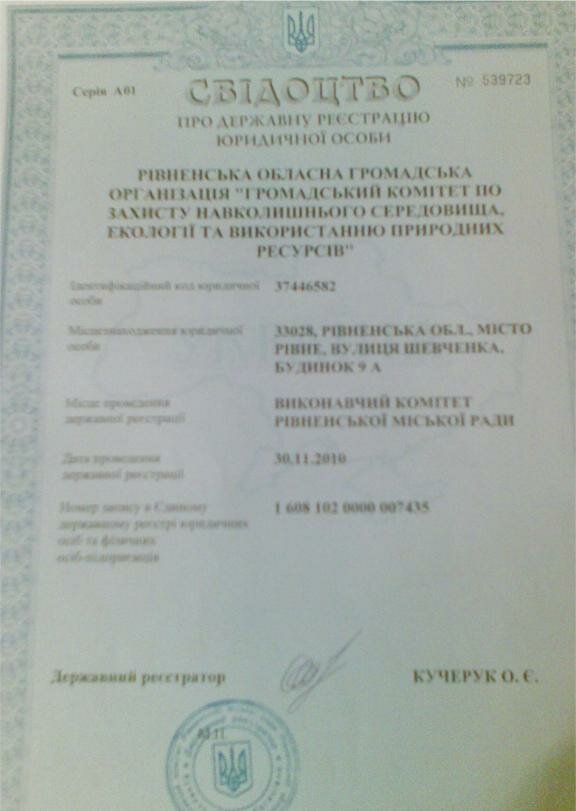 Серія А01
СВІДОЦТВО
№ 539723
ПРО ДЕРЖАВНУ РЕЄСТРАЦІЮ
ЮРИДИЧНОЇ ОСОБИ
РІВНЕНСЬКА ОБЛАСНА ГРОМАДСЬКА
ОРГАНІЗАЦІЯ "ГРОМАДСЬКИЙ КОМІТЕТ ПО
ЗАХИСТУ НАВКОЛИШНЬОГО СЕРЕДОВИЩА,
ЕКОЛОГІЇ ТА ВИКОРИСТАННЮ ПРИРОДНИХ
РЕСУРСІВ"
Ідентифікаційний код юридичної 37446582
особи
Місцезнаходження юридичної 33028, РІВНЕНСЬКА ОБЛ., МІСТО
особи РІВНЕ, ВУЛИЦЯ ШЕВЧЕНКА,
БУДИНОК 9 А
Місце проведення ВИКОНАВЧИЙ КОМІТЕТ
державної реєстрації РІВНЕНСЬКОЇ МІСЬКОЇ РАДИ
Дата проведення 30.11.2010
державної реєстрації
Номер запису в Єдиному 1 608 102 0000 007435
державному реєстрі юридичних
осіб та фізичних
осіб-підприємців
Державний реєстратор КУЧЕРУК О. Є.
М.П.